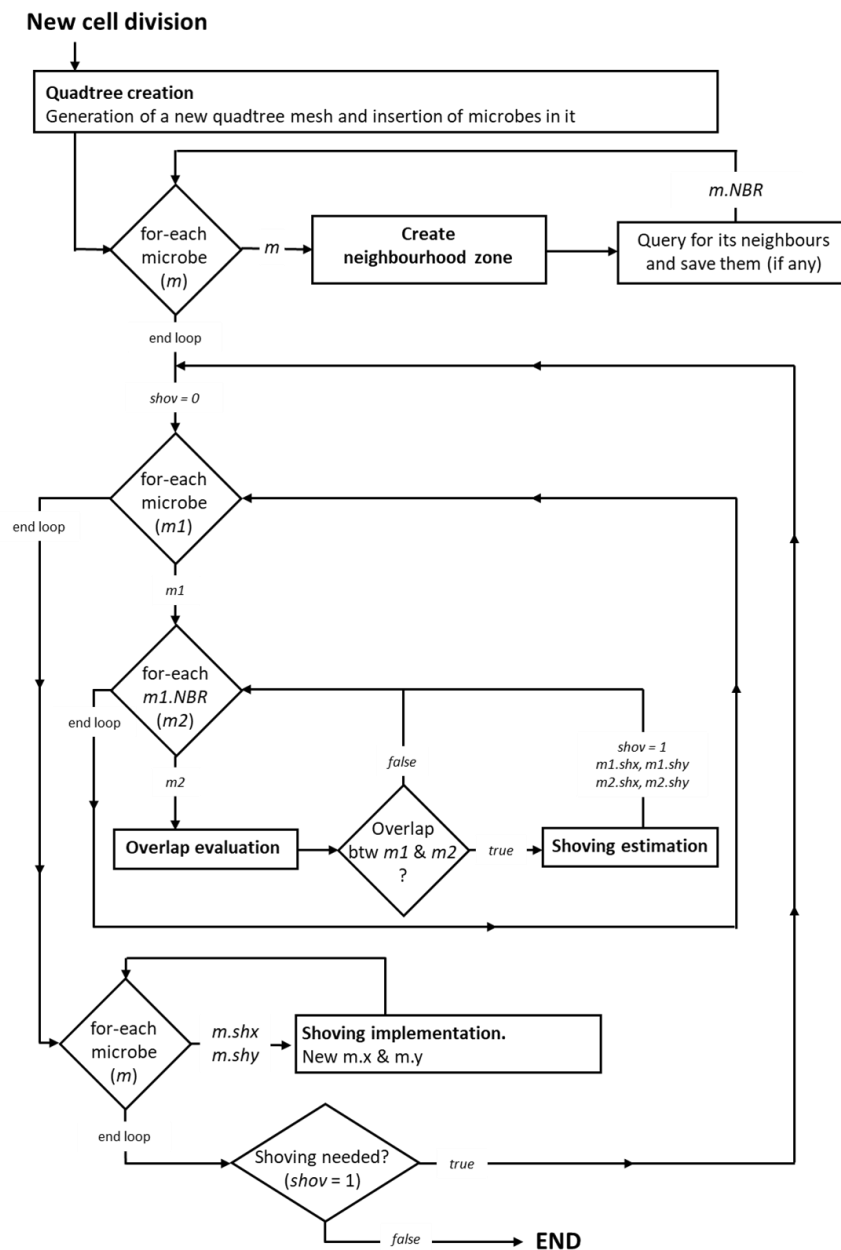 New cell division
Quadtree creation
Generation of a new quadtree mesh and insertion of microbes in it
m.NBR
for-each
microbe
(m)
m
Create
neighbourhood zone
Query for its neighbours
and save them (if any)
end loop
shov = 0
for-each
microbe
(m1)
end loop
m1
for-each
m1.NBR
(m2)
end loop
m2
false
shov = 1
m1.shx, m1.shy
m2.shx, m2.shy
Overlap evaluation
Overlap
btw m1 & m2
?
true
Shoving estimation
for-each
microbe
(m)
m.shx
m.shy
Shoving implementation.
New m.x & m.y
end loop
Shoving needed?
(shov = 1)
true
false
END